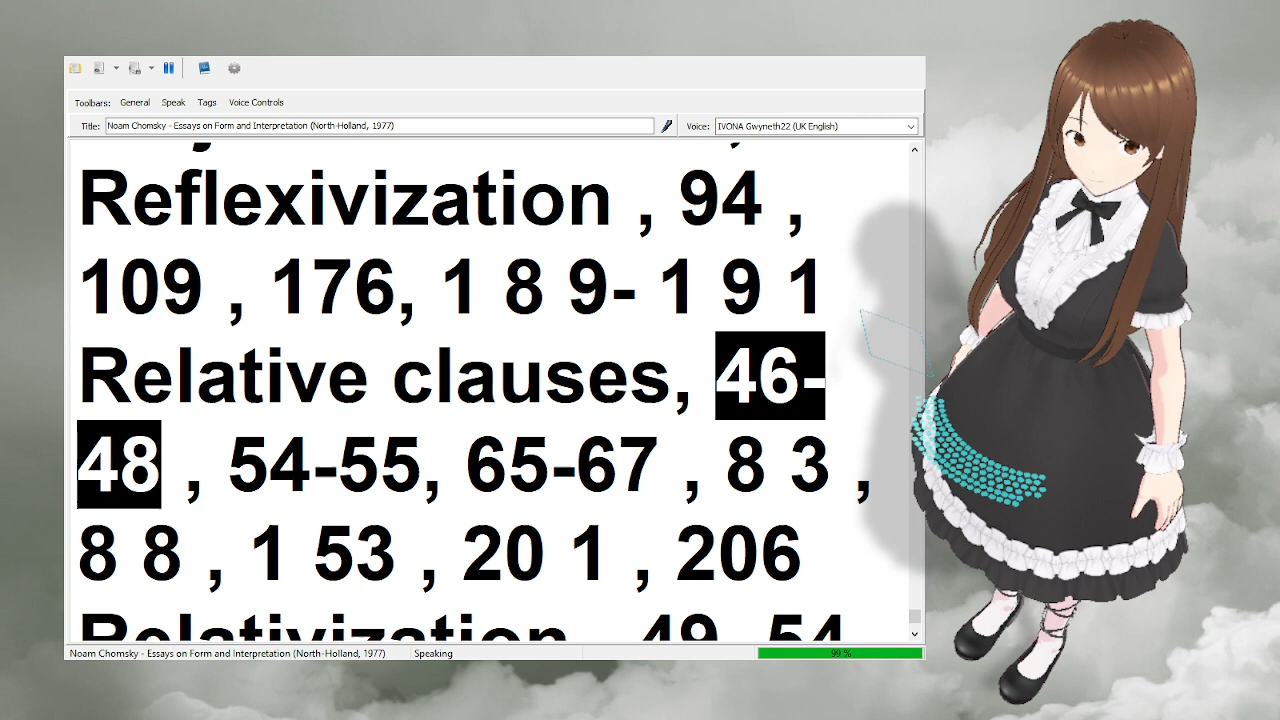 Toolbars: General Speak Tags Voice Controls
Title: Noam Chomsky - Essays on Form and Interpretation (North-Holland, 1977) Voice: IVONA Gwyneth22 (UK English)
Reflexivization , 94 ,
109 , 176, 1 8 9- 1 9 1
Relative clauses, 46-
48 , 54-55, 65-67 , 8 3 ,
8 8 , 1 53 , 20 1 , 206
Relativization , 49, 54
Noam Chomsky - Essays on Form and Interpretation (North-Holland, 1977) Speaking 99 %